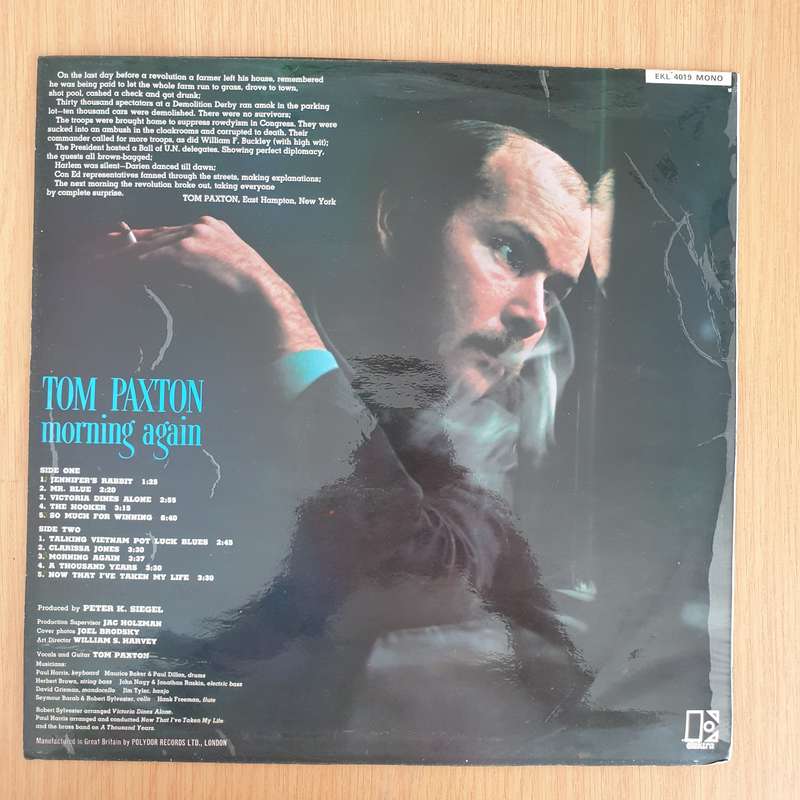 EKL 4019 MONO
On the last day before a revolution a farmer left his house, remembered
he was being paid to let the whole farm run to grass, drove to town,
shot pool, cashed a check and got drunk;
Thirty thousand spectators at a Demolition Derby ran amok in the parking
lot—ten thousand cars were demolished. There were no survivors;
The troops were brought home to suppress rowdyism in Congress. They were
sucked into an ambush in the cloakrooms and corrupted to death. Their
commander called for more troops, as did William F. Buckley (with high wit);
The President hosted a Ball of U.N. delegates. Showing perfect diplomacy,
the guests all brown-bagged;
Harlem was silent—Darien danced till dawn;
Con Ed representatives fanned through the streets, making explanations;
The next morning the revolution broke out, taking everyone
by complete surprise.
TOM PAXTON, East Hampton, New York
TOM PAXTON
morning again
SIDE ONE
1. JENNIFER'S RABBIT 1:25
2. MR. BLUE 2:20
3. VICTORIA DINES ALONE 2:55
4. THE HOOKER 3:15
5. SO MUCH FOR WINNING 6:40
SIDE TWO
1. TALKING VIETNAM POT LUCK BLUES 2:45
2. CLARISSA JONES 3:30
3. MORNING AGAIN 3:37
4. A THOUSAND YEARS 5:30
5. NOW THAT I'VE TAKEN MY LIFE 3:30
Produced by PETER K. SIEGEL
Production Supervisor JAC HOLZMAN
Cover photos JOEL BRODSKY
Art Director WILLIAM S. HARVEY
Vocals and Guitar TOM PAXTON
Musicians:
Paul Harris, keyboard Maurice Baker & Paul Dillon, drums
Herbert Brown, string bass John Nagy & Jonathan Raskin, electric bass
David Grisman, mandocello Jim Tyler, banjo
Seymour Barab & Robert Sylvester, cello Hank Freeman, flute
Robert Sylvester arranged Victoria Dines Alone.
Paul Harris arranged and conducted Now That I've Taken My Life
and the brass band on A Thousand Years.
Manufactured in Great Britain by POLYDOR RECORDS LTD., LONDON
elektra